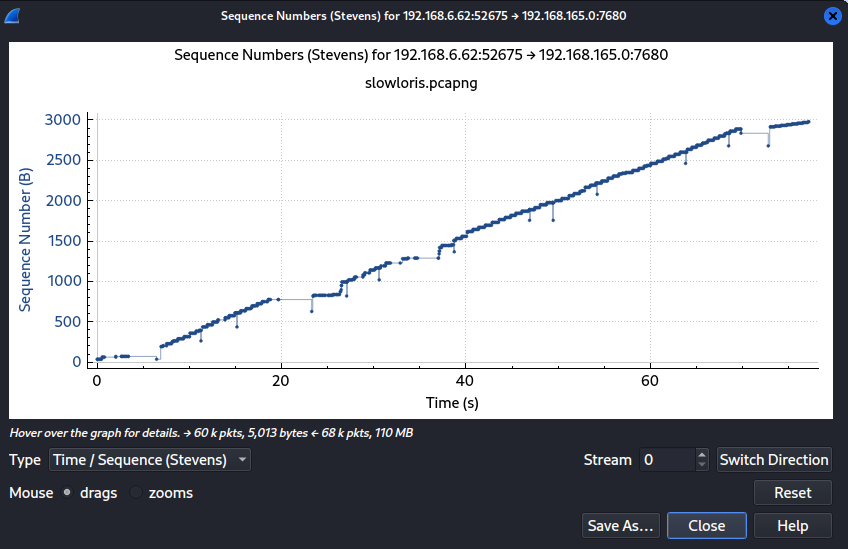 Sequence Numbers (Stevens) for 192.168.6.62:52675 → 192.168.165.0:7680
Sequence Numbers (Stevens) for 192.168.6.62:52675 → 192.168.165.0:7680
slowloris.pcapng
3000
2500
2000
1500
1000
500
0
Sequence Number (B)
0 20 40 60
Time (s)
Hover over the graph for details. → 60 k pkts, 5,013 bytes ← 68 k pkts, 110 MB
Type Time / Sequence (Stevens) Stream 0 Switch Direction
Mouse drags zooms Reset
Save As… Close Help